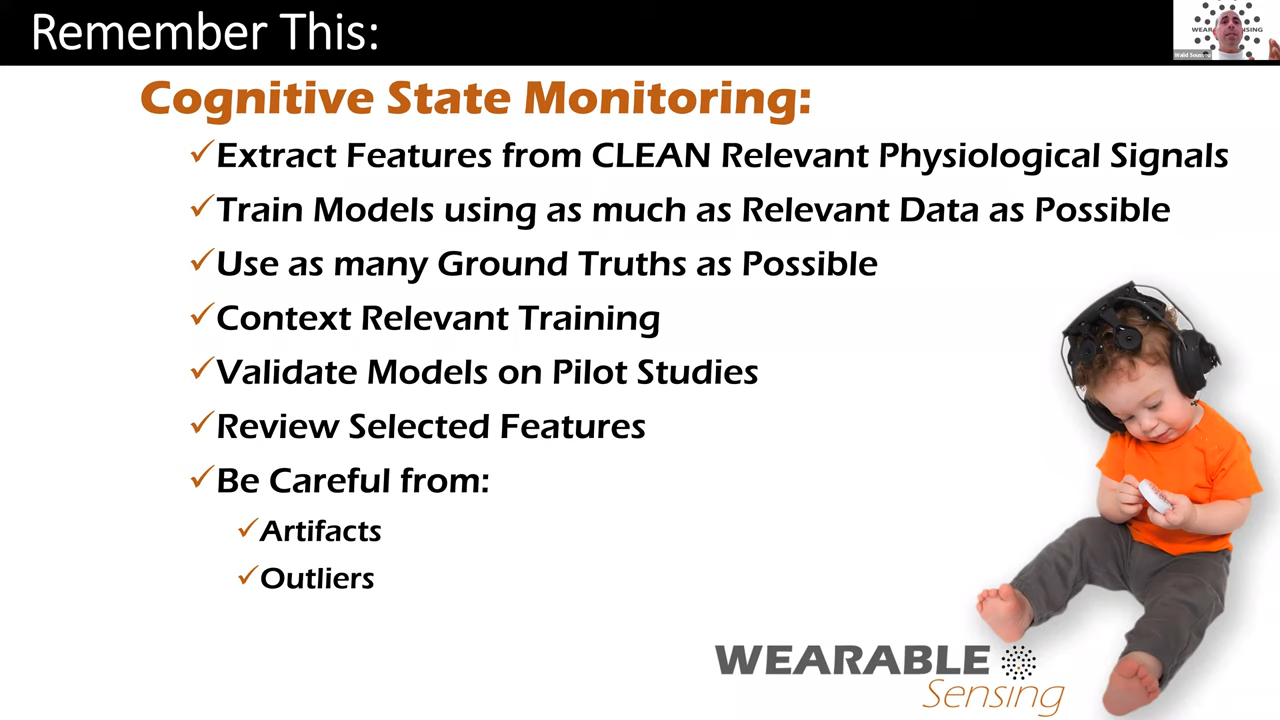 Remember This:
Cognitive State Monitoring:
Extract Features from CLEAN Relevant Physiological Signals
Train Models using as much as Relevant Data as Possible
Use as many Ground Truths as Possible
Context Relevant Training
Validate Models on Pilot Studies
Review Selected Features
Be Careful from:
Artifacts
Outliers
WEARABLE
Sensing